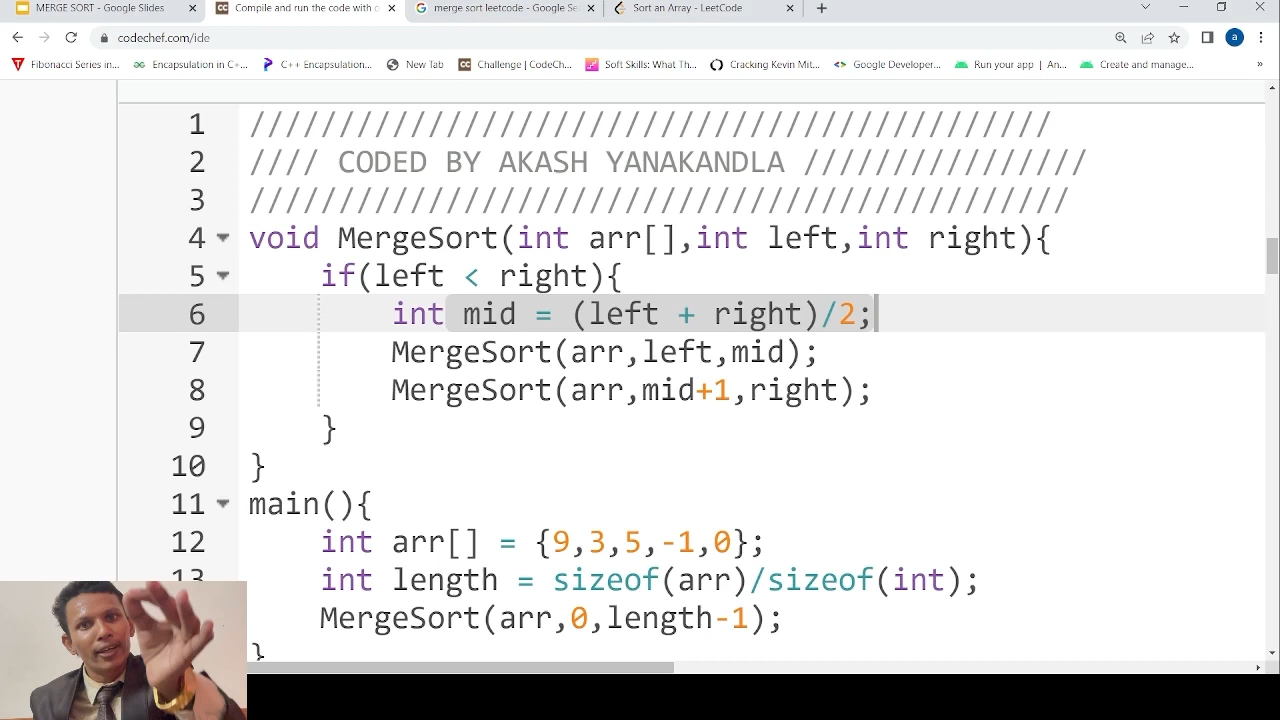 MERGE SORT - Google Slides
Compile and run the code with o
merge sort leetcode - Google Se
Sort an Array - LeetCode
codechef.com/ide
a
Fibonacci Series in...
Encapsulation in C+...
C++ Encapsulation...
New Tab
Challenge | CodeCh...
Soft Skills: What Th...
Cracking Kevin Mit...
Google Developer...
Run your app | An...
Create and manage...
»
1 /////////////////////////////////////////////
2 //// CODED BY AKASH YANAKANDLA ////////////////
3 //////////////////////////////////////////////
4 void MergeSort(int arr[],int left,int right){
5 if(left < right){
6 int mid = (left + right)/2;
7 MergeSort(arr,left,mid);
8 MergeSort(arr,mid+1,right);
9 }
10 }
11 main(){
12 int arr[] = {9,3,5,-1,0};
13 int length = sizeof(arr)/sizeof(int);
MergeSort(arr,0,length-1);
}